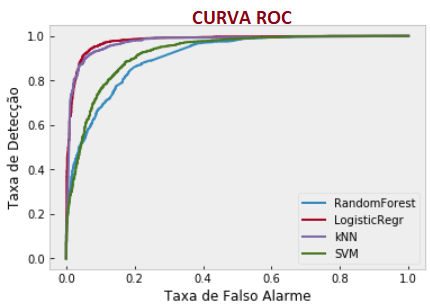 CURVA ROC
1.0
0.8
0.6
0.4
0.2
0.0
Taxa de Detecção
RandomForest
LogisticRegr
kNN
SVM
0.0 0.2 0.4 0.6 0.8 1.0
Taxa de Falso Alarme